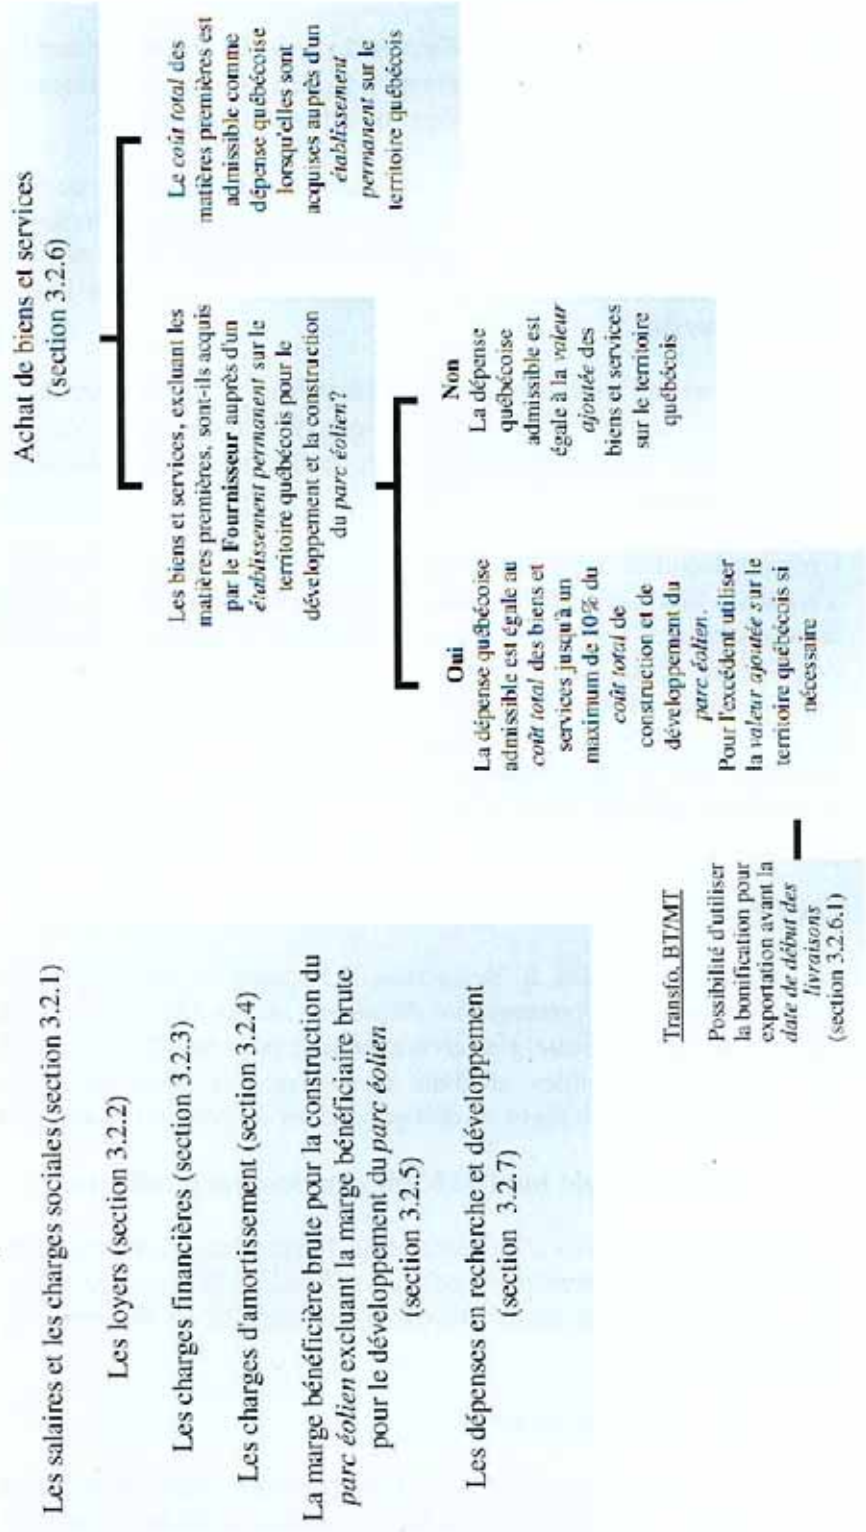 Les salaires et les charges sociales (section 3.2.1)
Les loyers (section 3.2.2)
Les charges financières (section 3.2.3)
Les charges d'amortissement (section 3.2.4)
La marge bénéficière brute pour la construction du
parc éolien excluant la marge bénéficiaire brute
pour le développement du parc éolien
(section 3.2.5)
Les dépenses en recherche et développement
(section 3.2.7)
Achat de biens et services
(section 3.2.6)
Les biens et services, excluant les
matières premières, sont-ils acquis
par le Fournisseur auprès d'un
établissement permanent sur le
territoire québécois pour le
développement et la construction
du parc éolien?
Le coût total des
matières premières est
admissible comme
dépense québécoise
lorsqu'elles sont
acquises auprès d'un
établissement
permanent sur le
territoire québécois
Oui
La dépense québécoise
admissible est égale au
coût total des biens et
services jusqu'à un
maximum de 10% du
coût total de
construction et de
développement du
parc éolien.
Pour l'excédent utiliser
la valeur ajoutée sur le
territoire québécois si
nécessaire
Non
La dépense
québécoise
admissible est
égale à la valeur
ajoutée des
biens et services
sur le territoire
québécois
Transfo. BT/MT
Possibilité d'utiliser
la bonification pour
exportation avant la
date de début des
livraisons
(section 3.2.6.1)